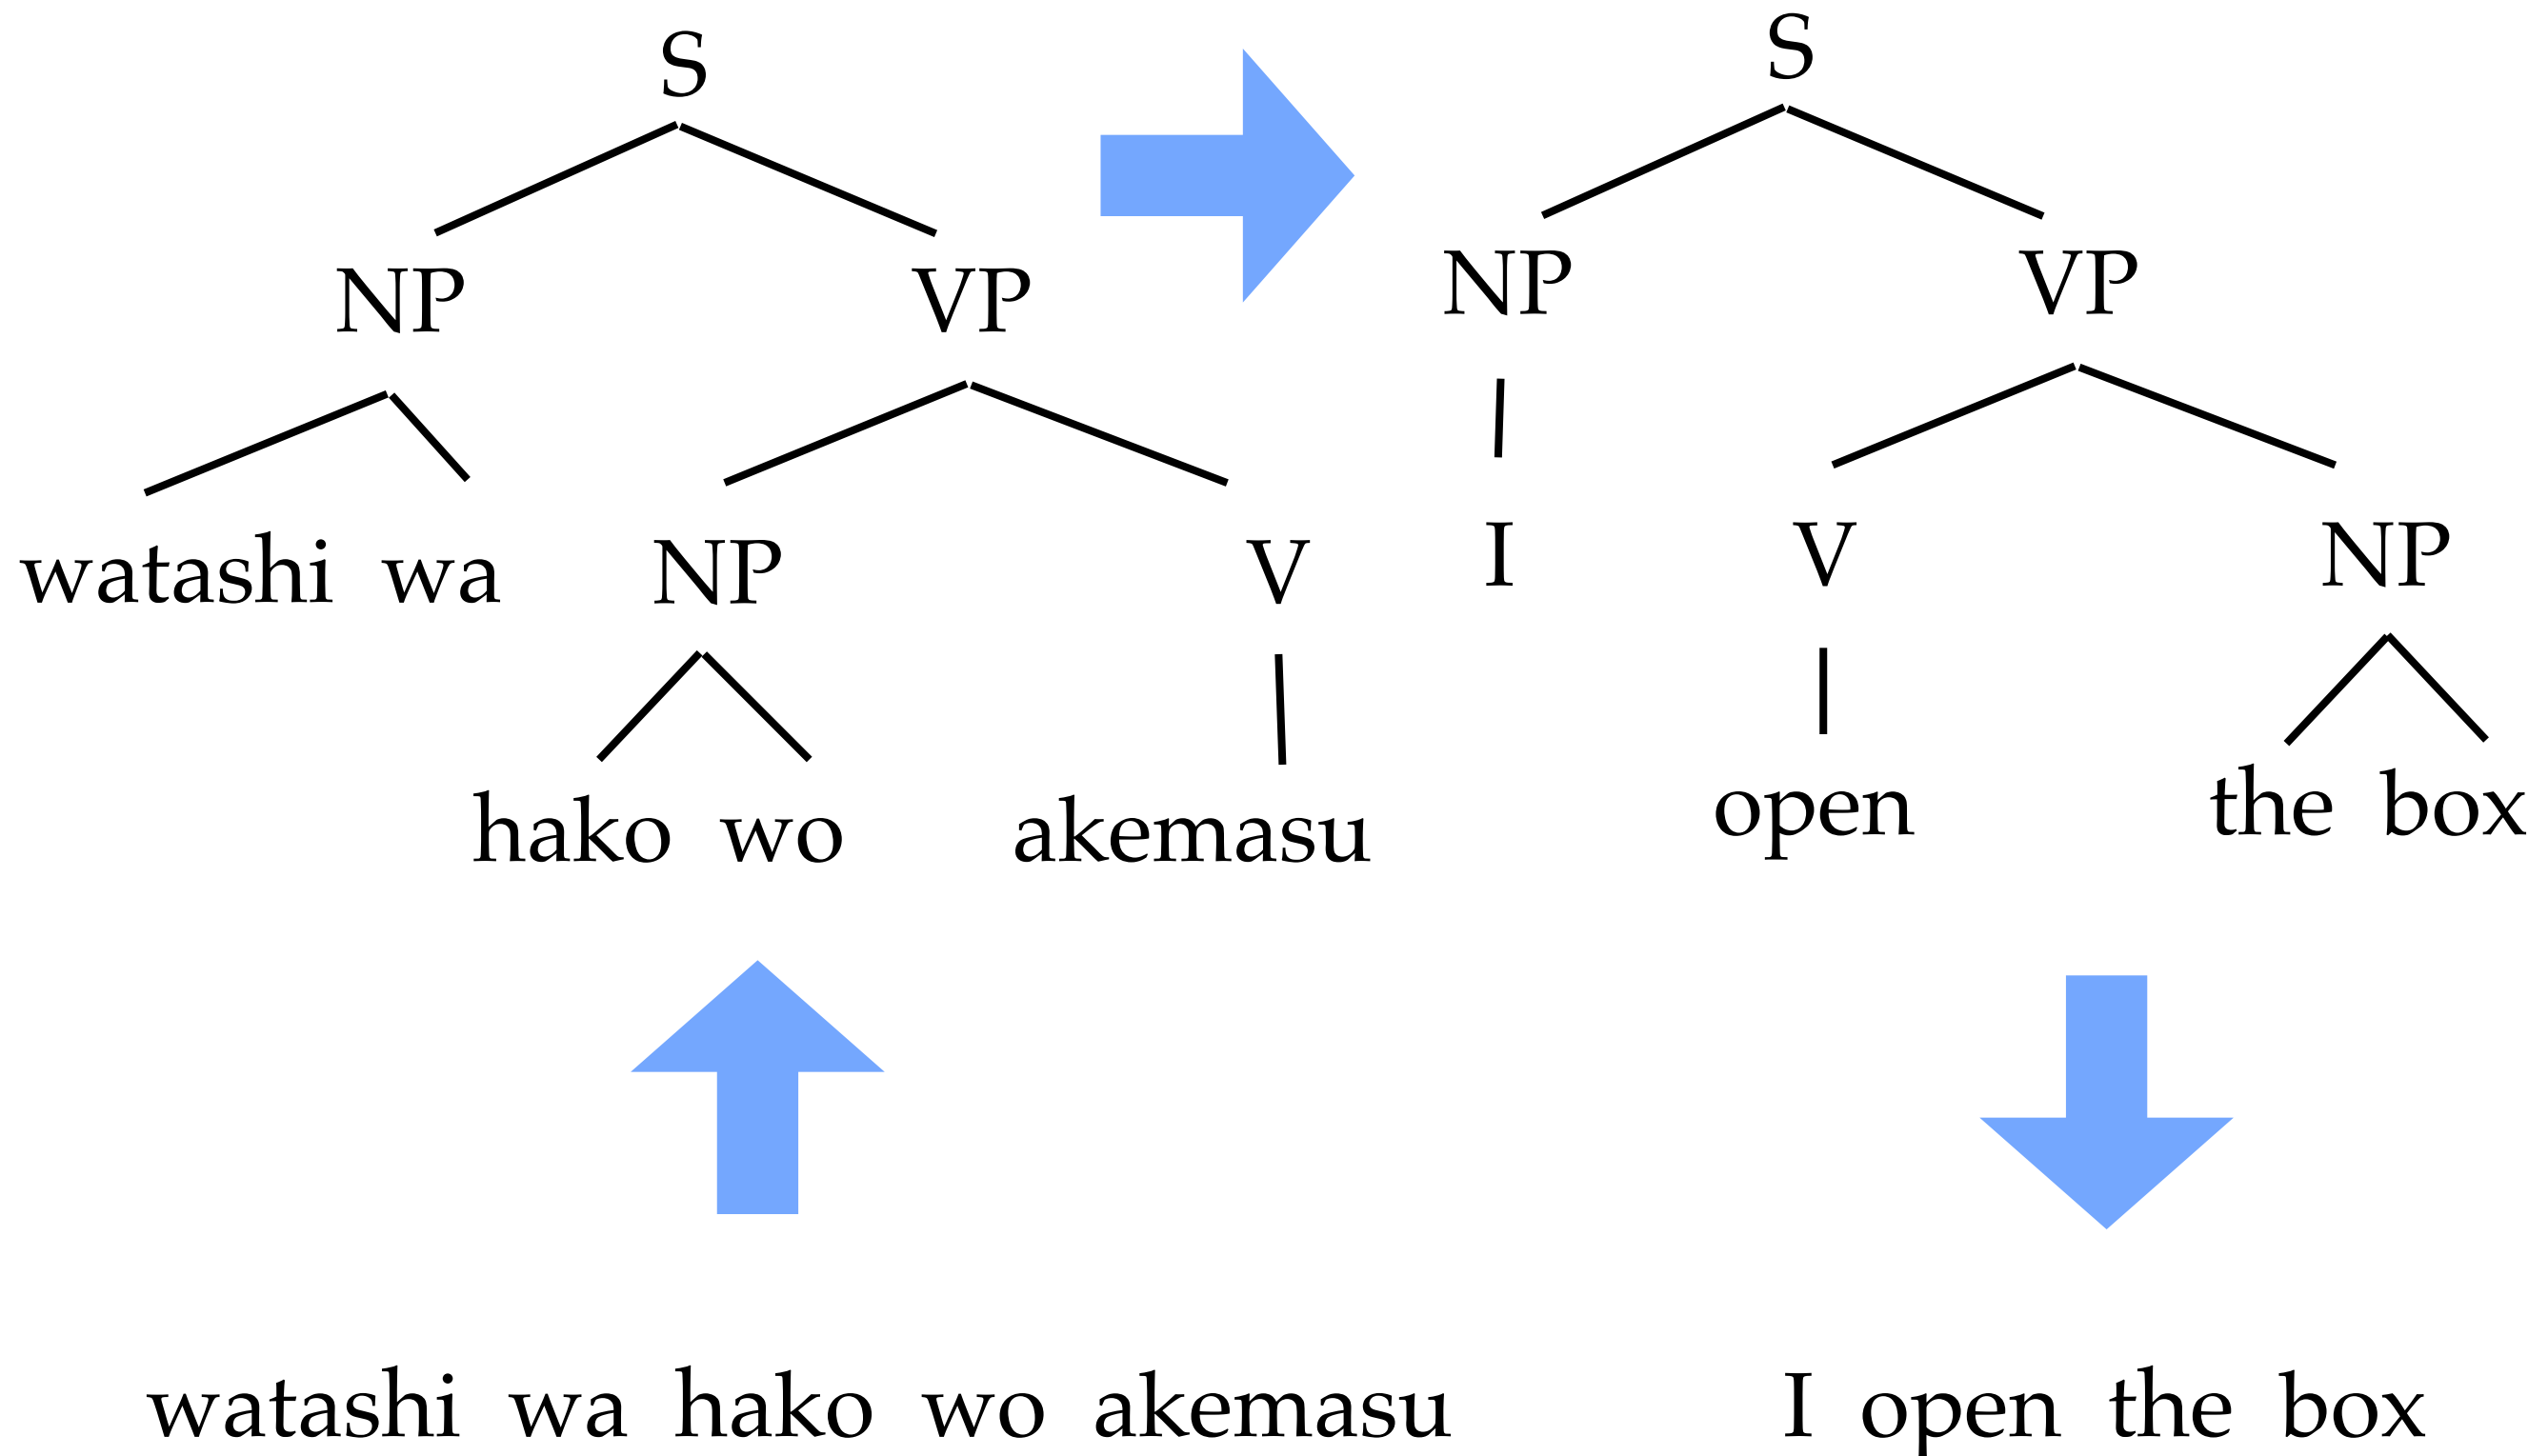 S
NP VP
watashi wa NP V
hako wo akemasu
watashi wa hako wo akemasu
S
NP VP
I V NP
open the box
I open the box